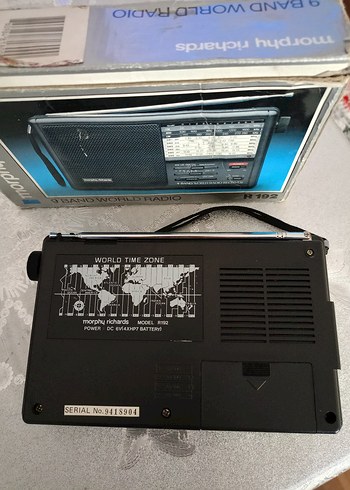 9 BAND WORLD RADIO
morphy richards
9 BAND WORLD RADIO
R 192
WORLD TIME ZONE
morphy richards MODEL R192
POWER : DC 6V(4XHP7 BATTERY)
SERIAL No. 9418904